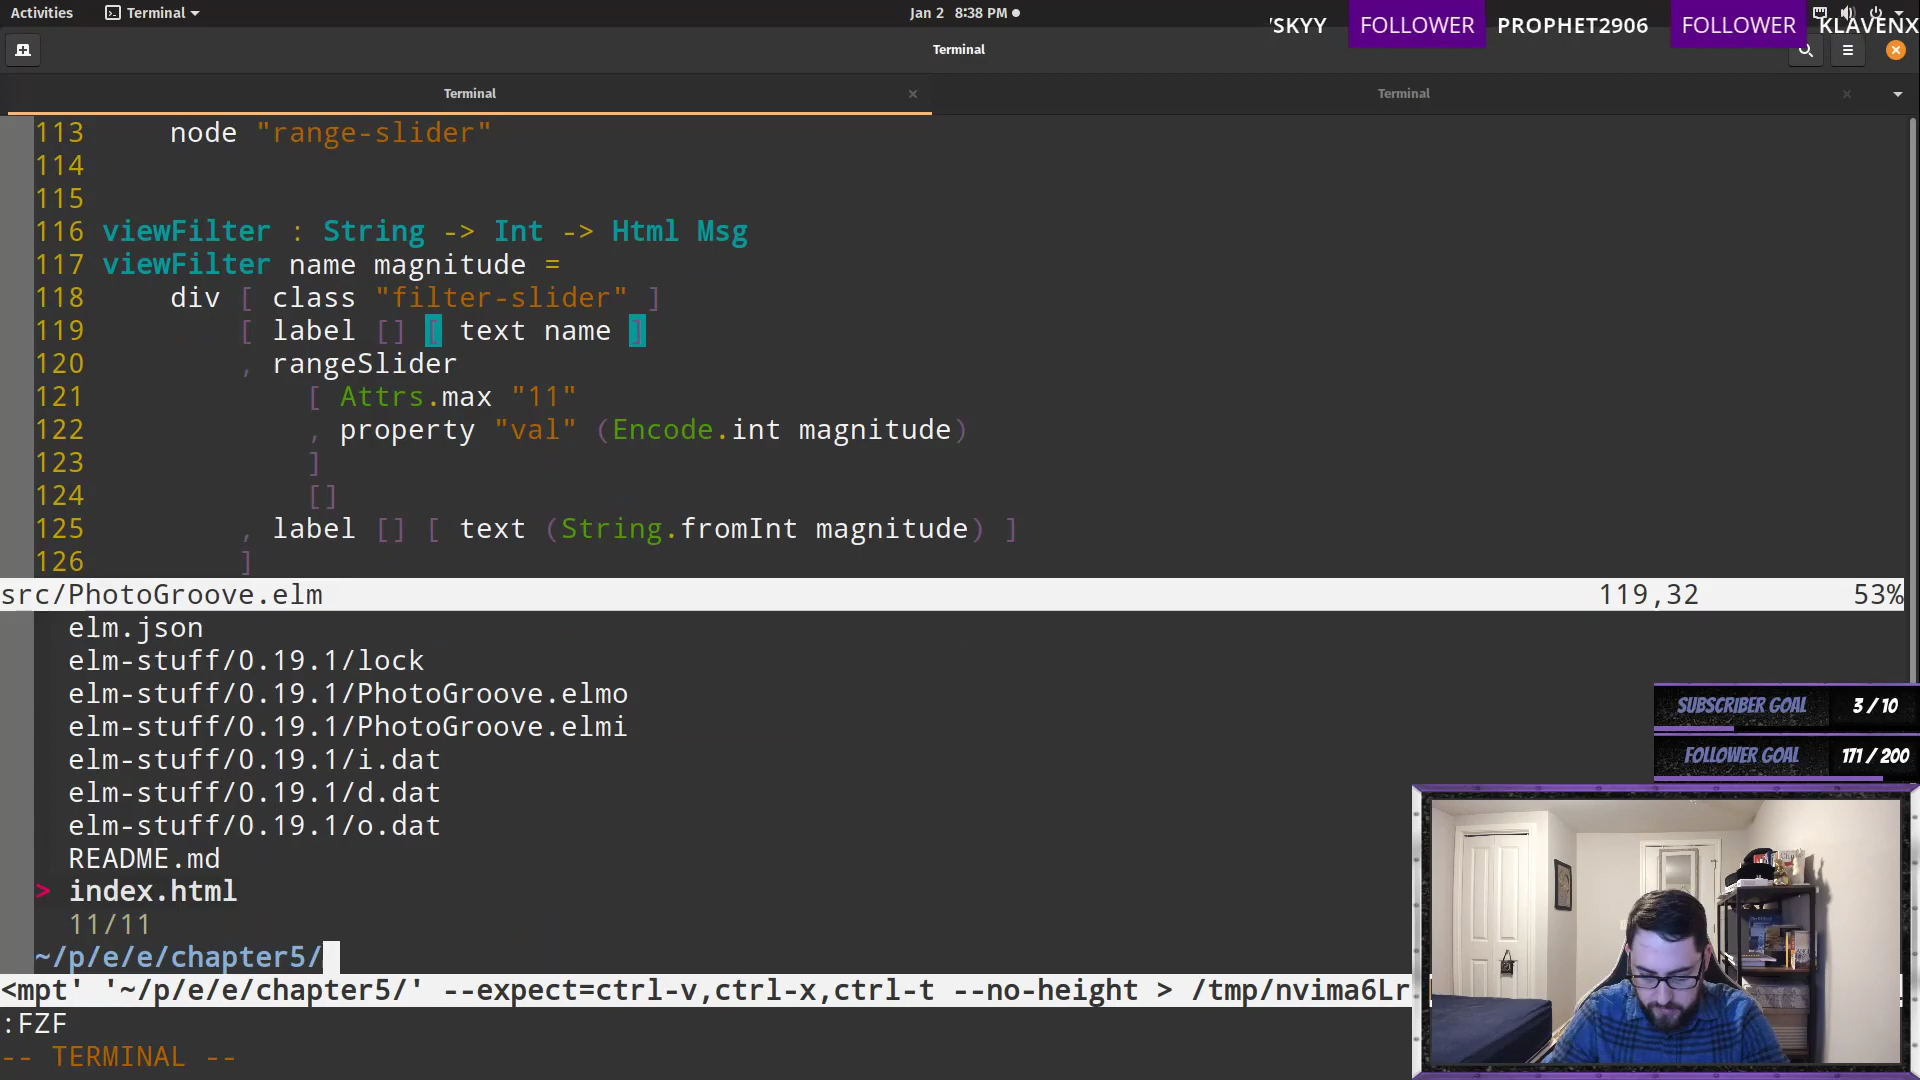 Activities
Terminal
Jan 2 8:38 PM
SKYY FOLLOWER PROPHET2906 FOLLOWER KLAVENX
Terminal
Terminal
Terminal
113 node "range-slider"
114
115
116 viewFilter : String -> Int -> Html Msg
117 viewFilter name magnitude =
118 div [ class "filter-slider" ]
119 [ label [] [ text name ]
120 , rangeSlider
121 [ Attrs.max "11"
122 , property "val" (Encode.int magnitude)
123 ]
124 []
125 , label [] [ text (String.fromInt magnitude) ]
126 ]
src/PhotoGroove.elm 119,32 53%
elm.json
elm-stuff/0.19.1/lock
elm-stuff/0.19.1/PhotoGroove.elmo
elm-stuff/0.19.1/PhotoGroove.elmi
elm-stuff/0.19.1/i.dat
elm-stuff/0.19.1/d.dat
elm-stuff/0.19.1/o.dat
README.md
> index.html
11/11
~/p/e/e/chapter5/
<mpt' '~/p/e/e/chapter5/' --expect=ctrl-v,ctrl-x,ctrl-t --no-height > /tmp/nvima6Lr
:FZF
-- TERMINAL --
SUBSCRIBER GOAL 3 / 10
FOLLOWER GOAL 171 / 200